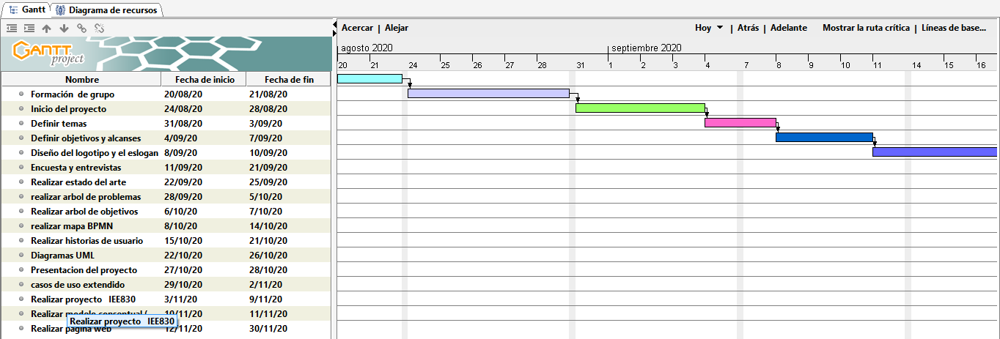 Gantt Diagrama de recursos
Acercar | Alejar Hoy | Atrás | Adelante Mostrar la ruta crítica | Líneas de base...
GANTT project
agosto 2020 septiembre 2020
20 21 24 25 26 27 28 31 1 2 3 4 7 8 9 10 11 14 15 16
Nombre Fecha de inicio Fecha de fin
Formación de grupo 20/08/20 21/08/20
Inicio del proyecto 24/08/20 28/08/20
Definir temas 31/08/20 3/09/20
Definir objetivos y alcanses 4/09/20 7/09/20
Diseño del logotipo y el eslogan 8/09/20 10/09/20
Encuesta y entrevistas 11/09/20 21/09/20
Realizar estado del arte 22/09/20 25/09/20
realizar arbol de problemas 28/09/20 5/10/20
Realizar arbol de objetivos 6/10/20 7/10/20
realizar mapa BPMN 8/10/20 14/10/20
Realizar historias de usuario 15/10/20 21/10/20
Diagramas UML 22/10/20 26/10/20
Presentacion del proyecto 27/10/20 28/10/20
casos de uso extendido 29/10/20 2/11/20
Realizar proyecto IEE830 3/11/20 9/11/20
Realizar 10/11/20 11/11/20
Realizar proyecto IEE830
Realizar pagina web 12/11/20 30/11/20